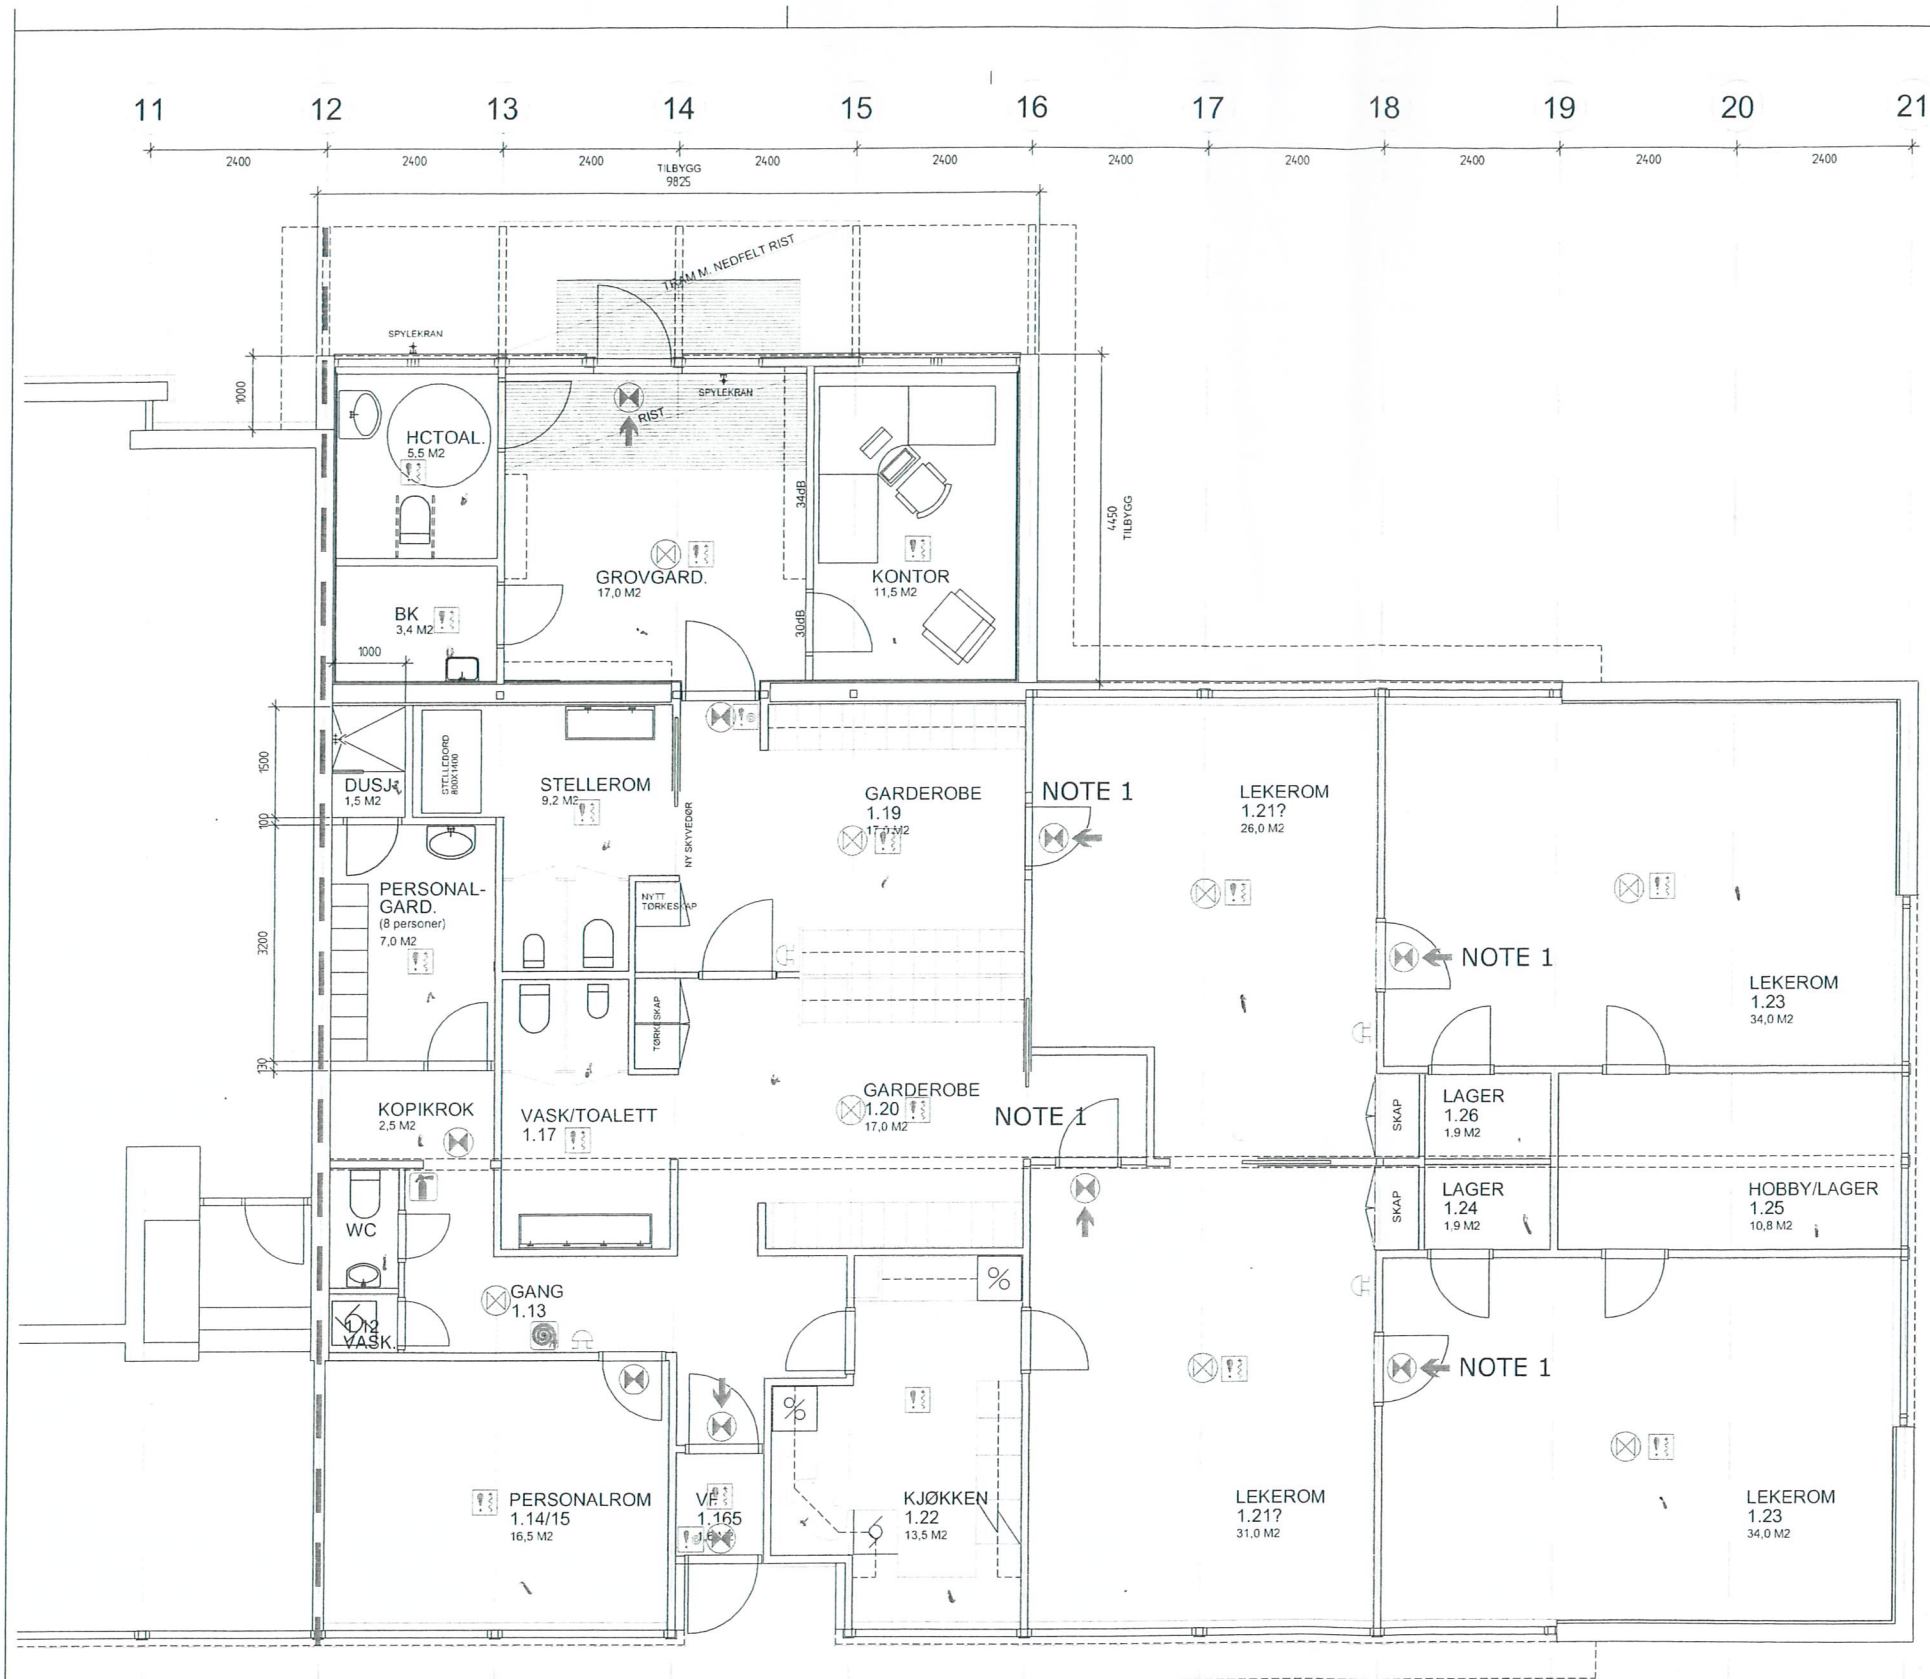 11 12 13 14 15 16 17 18 19 20 21
2400 2400 2400 2400 2400 2400 2400 2400 2400 2400
TILBYGG
9825
TRAM M. NEDFELT RIST
SPYLEKRAN
1000
SPYLEKRAN
RIST
HCTOAL.
5,5 M2
34dB
4450
TILBYGG
GROVGARD.
17,0 M2
KONTOR
11,5 M2
BK
3,4 M2
30dB
1000
1500
STELLEBORD
800X1400
DUSJ
1,5 M2
STELLEROM
9,2 M2
GARDEROBE
1.19
17,0 M2
NOTE 1
LEKEROM
1.21?
26,0 M2
100
NY SKYVEDØR
PERSONAL-
GARD.
(8 personer)
7,0 M2
NYTT
TØRKESKAP
3200
NOTE 1
LEKEROM
1.23
34,0 M2
TØRKESKAP
130
KOPIKROK
2,5 M2
VASK/TOALETT
1.17
GARDEROBE
1.20
17,0 M2
NOTE 1
SKAP
LAGER
1.26
1,9 M2
WC
SKAP
LAGER
1.24
1,9 M2
HOBBY/LAGER
1.25
10,8 M2
GANG
1.13
%
1.12
VASK.
NOTE 1
%
PERSONALROM
1.14/15
16,5 M2
VF
1.165
KJØKKEN
1.22
13,5 M2
LEKEROM
1.21?
31,0 M2
LEKEROM
1.23
34,0 M2